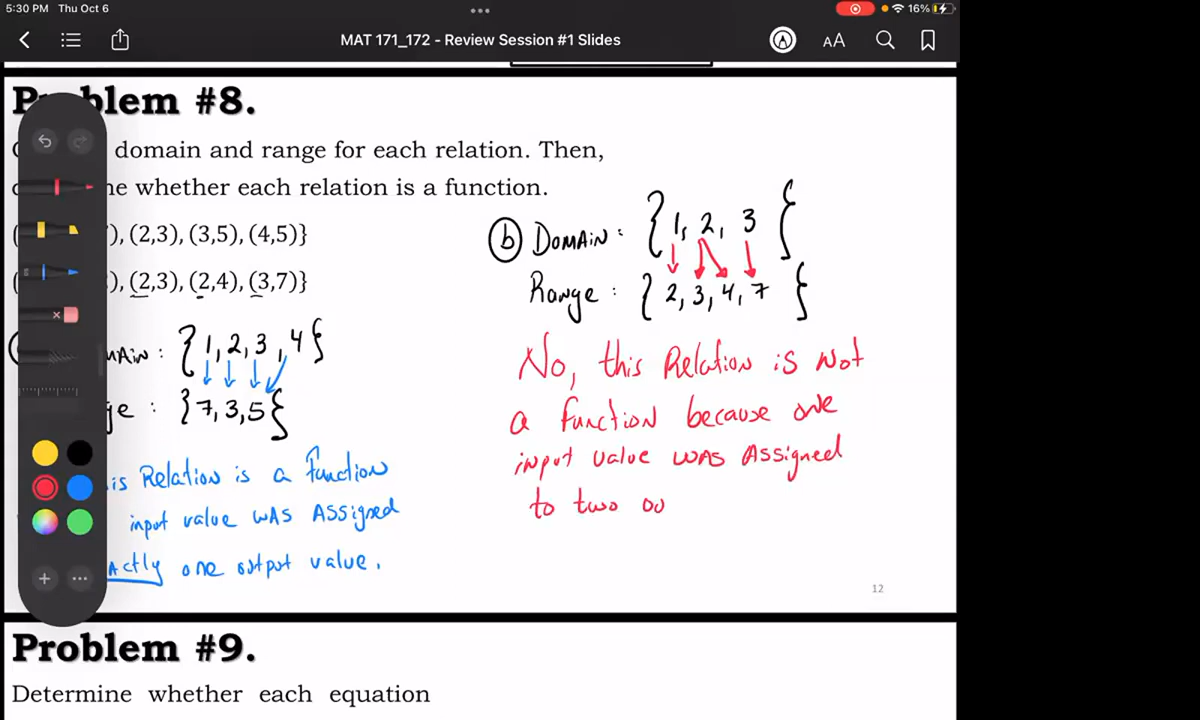 5:30 PM Thu Oct 6
16%
MAT 171_172 - Review Session #1 Slides
AA
blem #8.
domain and range for each relation. Then,
ne whether each relation is a function.
), (2,3), (3,5), (4,5)}
), (2,3), (2,4), (3,7)}
main : {1, 2, 3, 4}
ge : {7, 3, 5}
is Relation is a function
input value was Assigned
actly one output value.
b Domain : {1, 2, 3}
Range : {2, 3, 4, 7}
No, this Relation is Not
a function because one
input value was Assigned
to two
12
Problem #9.
Determine whether each equation